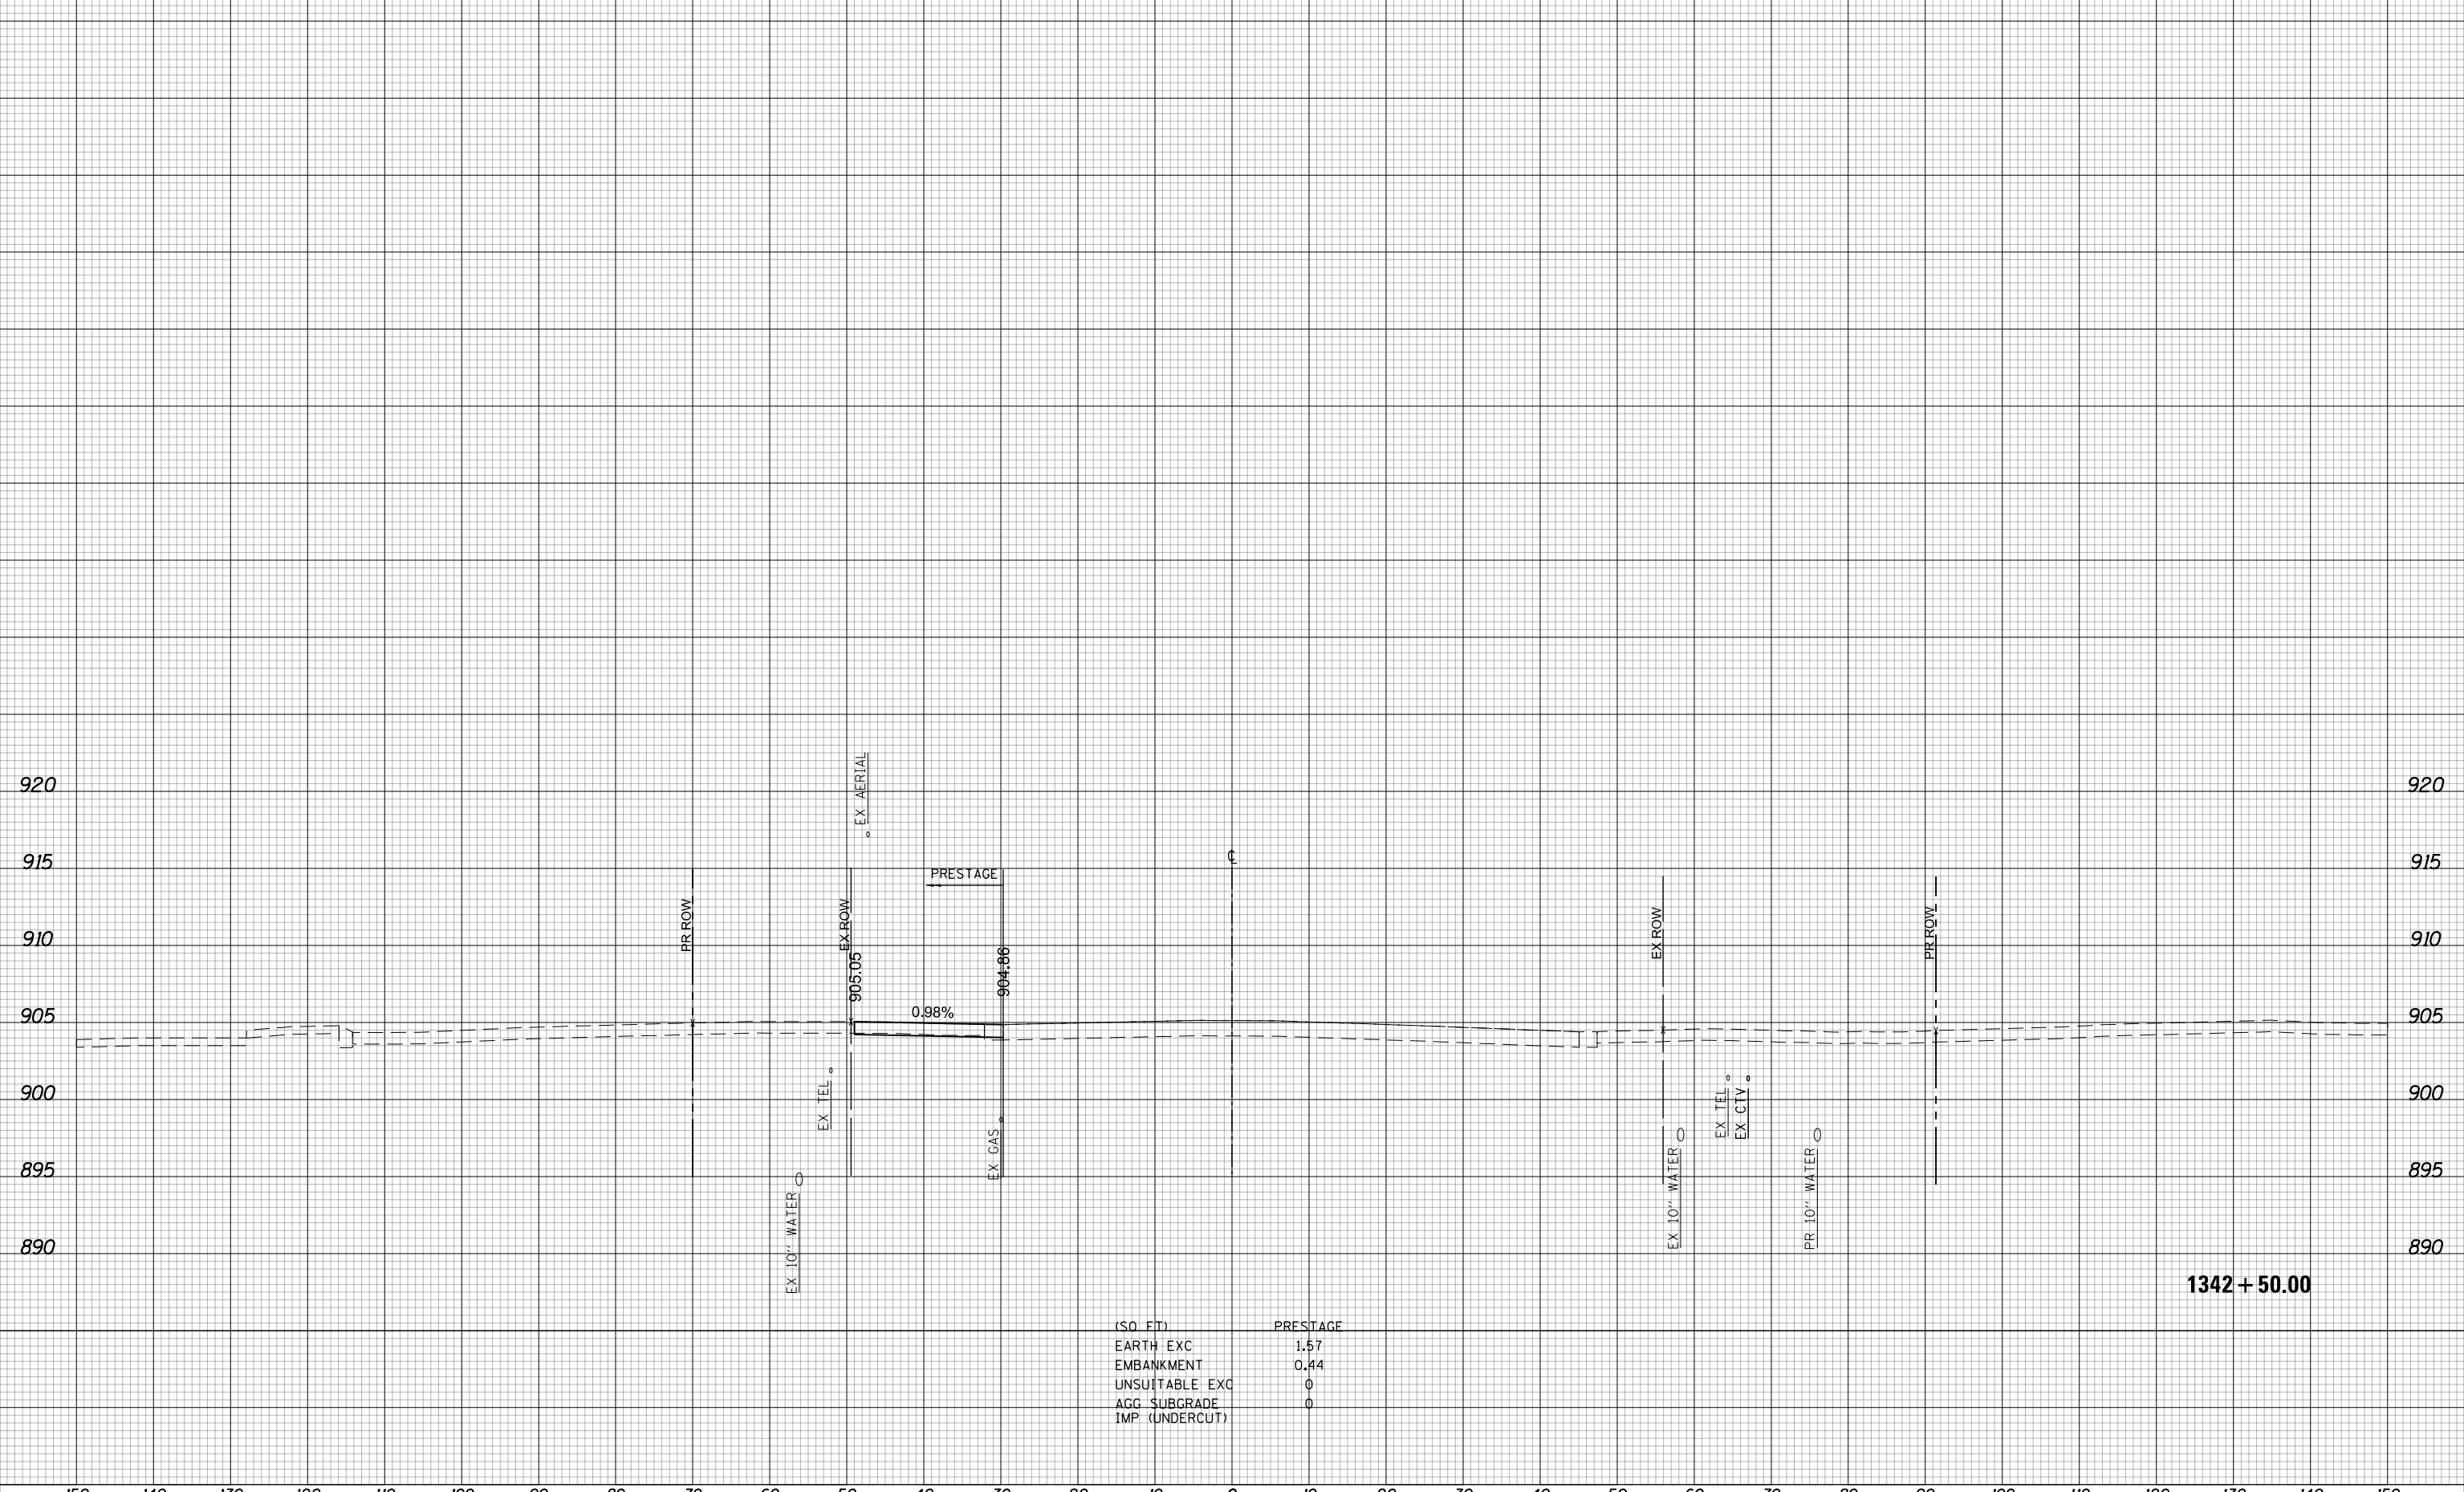 920 920
EX AERIAL
915 915
℄
PRESTAGE
PR ROW
EX ROW
EX ROW
PR ROW
910 910
905.05
904.86
0.98%
905 905
EX TEL
EX GAS
EX TEL
EX CTV
900 900
895 895
EX 10" WATER
EX 10" WATER
PR 10" WATER
890 890
1342+50.00
(SQ FT) PRESTAGE
EARTH EXC 1.57
EMBANKMENT 0.44
UNSUITABLE EXC 0
AGG SUBGRADE 0
IMP (UNDERCUT)